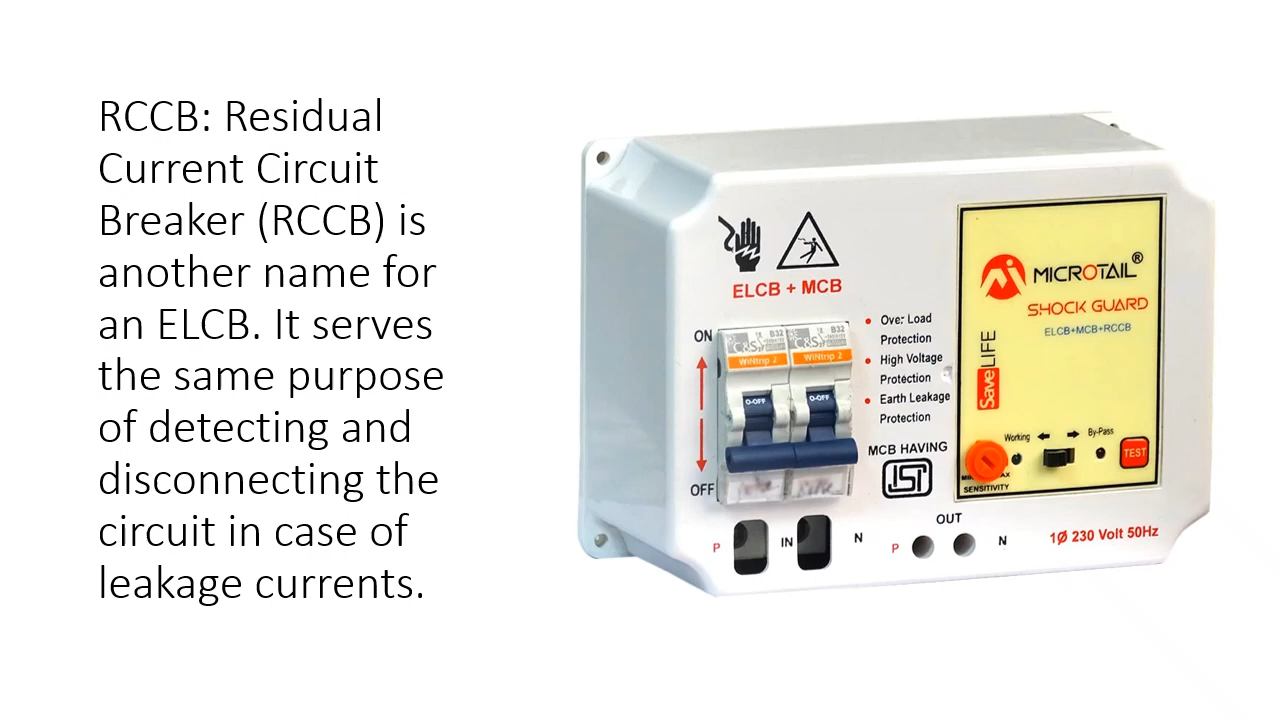 RCCB: Residual
Current Circuit
Breaker (RCCB) is
another name for
an ELCB. It serves
the same purpose
of detecting and
disconnecting the
circuit in case of
leakage currents.
ELCB + MCB
ON
OFF
B32
C&S
WiNtrip 2
O-OFF
B32
C&S
WiNtrip 2
O-OFF
Over Load
Protection
High Voltage
Protection
Earth Leakage
Protection
MCB HAVING
ISI
MICROTAIL®
SHOCK GUARD
ELCB+MCB+RCCB
SaveLIFE
Working
By-Pass
TEST
SENSITIVITY
P
IN
N
OUT
P
N
1Ø 230 Volt 50Hz